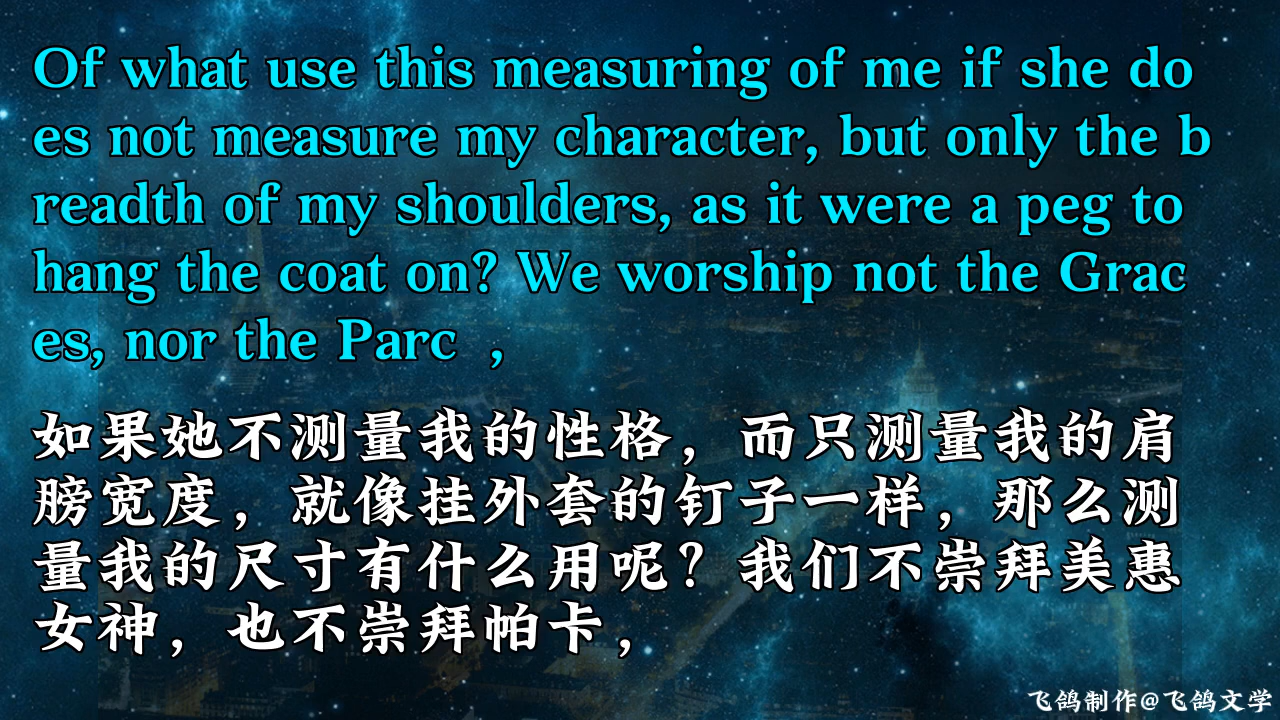 Of what use this measuring of me if she do
es not measure my character, but only the b
readth of my shoulders, as it were a peg to
hang the coat on? We worship not the Grac
es, nor the Parc  ,
如果她不测量我的性格，而只测量我的肩
膀宽度，就像挂外套的钉子一样，那么测
量我的尺寸有什么用呢？我们不崇拜美惠
女神，也不崇拜帕卡，
飞鸽制作@飞鸽文学